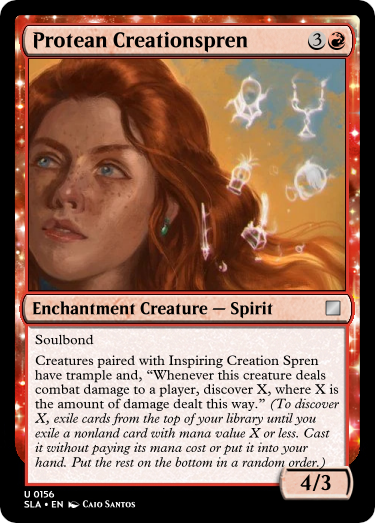 Protean Creationspren 3
Enchantment Creature — Spirit
Soulbond
Creatures paired with Inspiring Creation Spren
have trample and, “Whenever this creature deals
combat damage to a player, discover X, where X is
the amount of damage dealt this way.” (To discover
X, exile cards from the top of your library until you
exile a nonland card with mana value X or less. Cast
it without paying its mana cost or put it into your
hand. Put the rest on the bottom in a random order.)
4/3
U 0156
SLA • EN Caio Santos